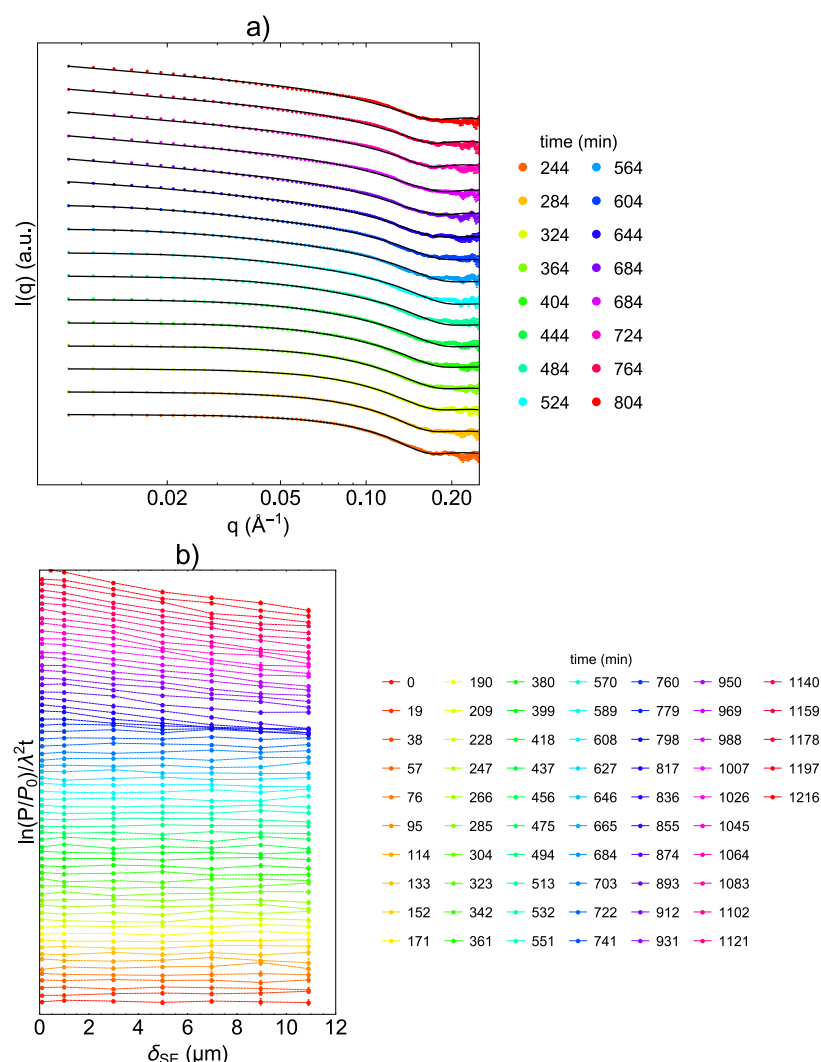 a)
I(q) (a.u.)
0.02 0.05 0.10 0.20
q (Å⁻¹)
time (min)
244 564
284 604
324 644
364 684
404 684
444 724
484 764
524 804
b)
ln(P/P₀)/λ²t
0 2 4 6 8 10 12
δSE (μm)
time (min)
0 190 380 570 760 950 1140
19 209 399 589 779 969 1159
38 228 418 608 798 988 1178
57 247 437 627 817 1007 1197
76 266 456 646 836 1026 1216
95 285 475 665 855 1045
114 304 494 684 874 1064
133 323 513 703 893 1083
152 342 532 722 912 1102
171 361 551 741 931 1121